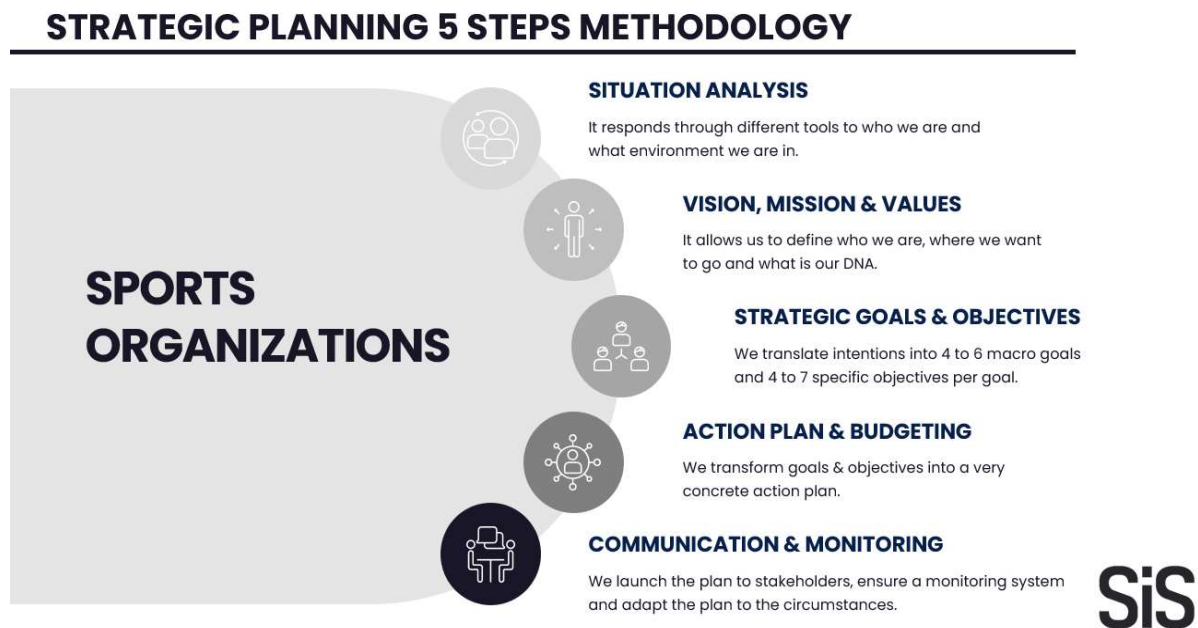 STRATEGIC PLANNING 5 STEPS METHODOLOGY
SPORTS
ORGANIZATIONS
SITUATION ANALYSIS
It responds through different tools to who we are and
what environment we are in.
VISION, MISSION & VALUES
It allows us to define who we are, where we want
to go and what is our DNA.
STRATEGIC GOALS & OBJECTIVES
We translate intentions into 4 to 6 macro goals
and 4 to 7 specific objectives per goal.
ACTION PLAN & BUDGETING
We transform goals & objectives into a very
concrete action plan.
COMMUNICATION & MONITORING
We launch the plan to stakeholders, ensure a monitoring system
and adapt the plan to the circumstances.
SiS